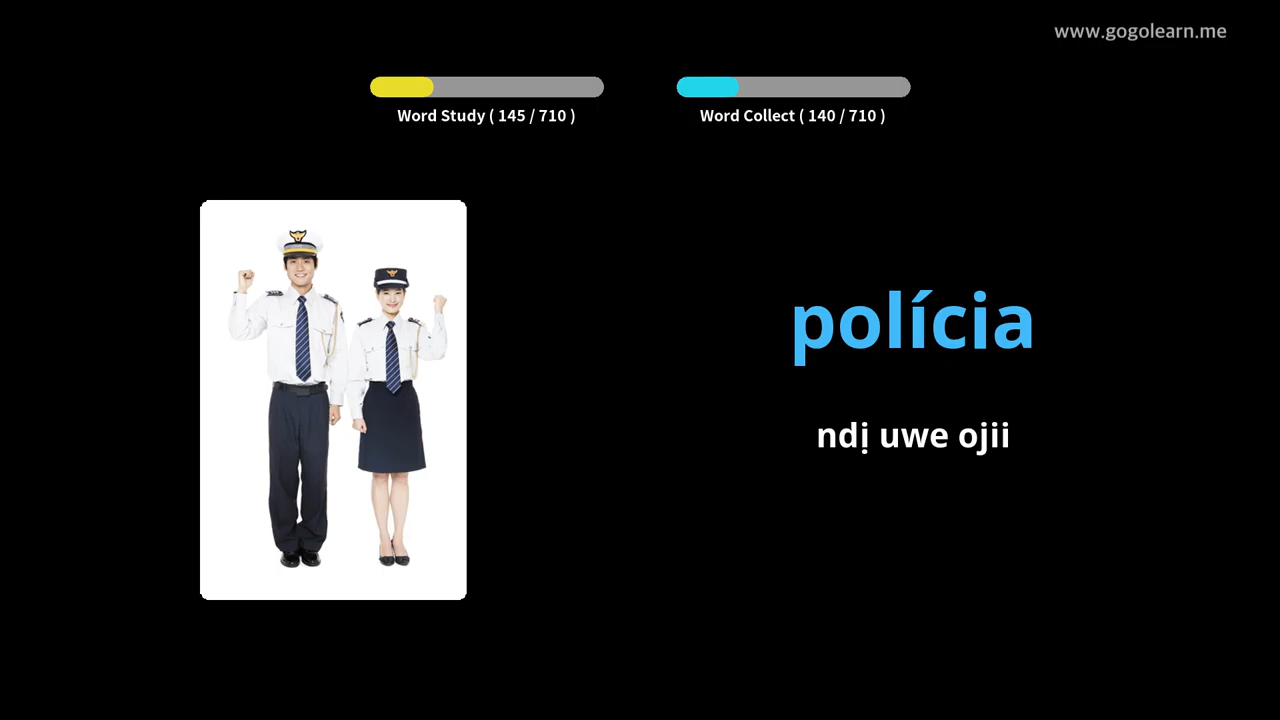 www.gogolearn.me
Word Study ( 145 / 710 )
Word Collect ( 140 / 710 )
polícia
ndị uwe ojii